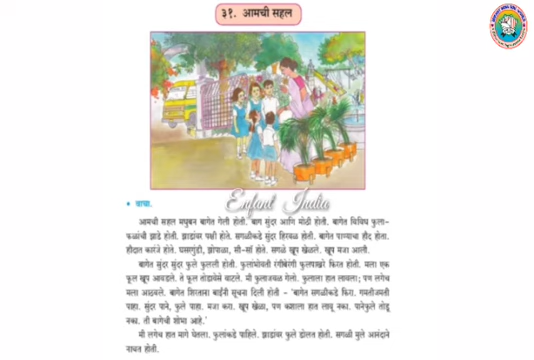 ३१. आमची सहल
• वाचा.
Enfant India
आमची सहल मधुबन बागेत गेली होती. बाग सुंदर आणि मोठी होती. बागेत विविध फुला-
फळांची झाडे होती. झाडांवर पक्षी होते. सगळीकडे सुंदर हिरवळ होती. बागेत पाण्याचा हौद होता.
हौदात कारंजे होते. घसरगुंडी, झोपाळा, सी-सॉ होते. सगळे खूप खेळले. खूप मजा आली.
बागेत सुंदर सुंदर फुले फुलली होती. फुलांभोवती रंगीबेरंगी फुलपाखरे फिरत होती. मला एक
फूल खूप आवडले. ते फूल तोडावेसे वाटले. मी फुलाजवळ गेलो. फुलाला हात लावला; पण लगेच
मला आठवले. बागेत शिरताना बाईंनी सूचना दिली होती - 'बागेत सगळीकडे फिरा. गमतीजमती
पाहा. सुंदर पाने, फुले पाहा. मजा करा. खूप खेळा, पण कशाला हात लावू नका. पानेफुले तोडू
नका. ती बागेची शोभा आहे.'
मी लगेच हात मागे घेतला. फुलांकडे पाहिले. झाडांवर फुले डोलत होती. सगळी मुले आनंदाने
नाचत होती.